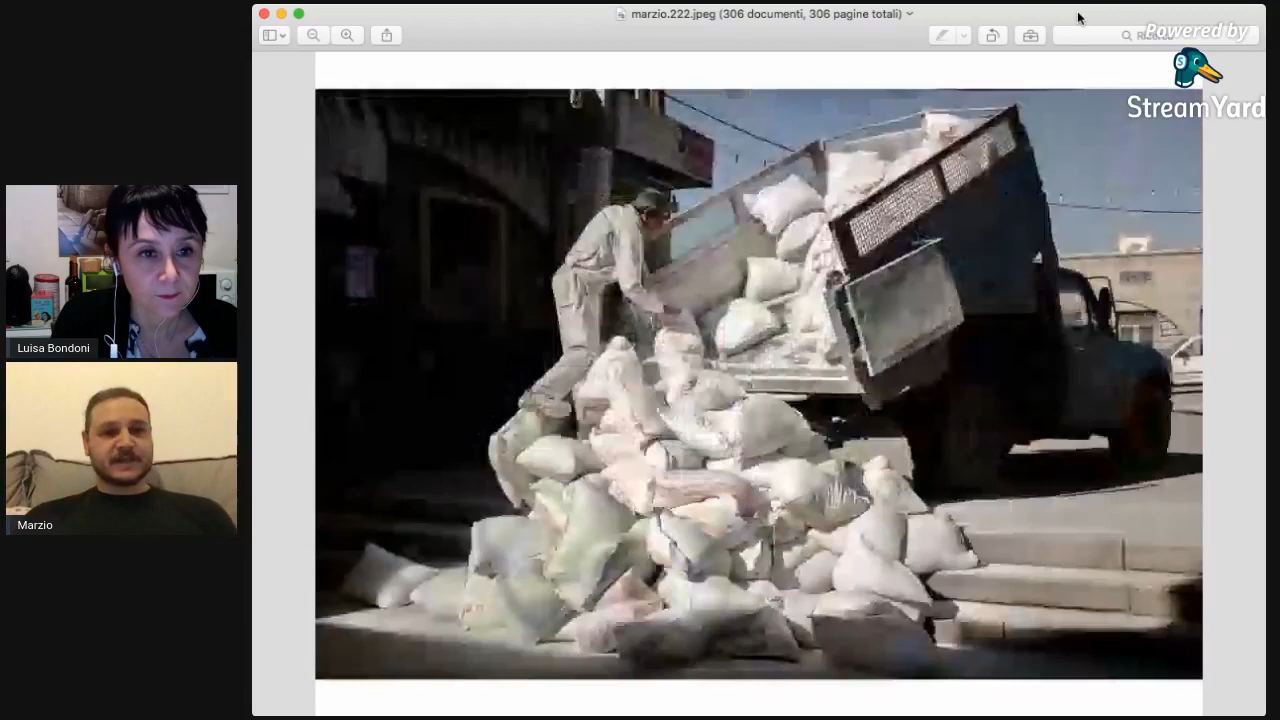 marzio.222.jpeg (306 documenti, 306 pagine totali)
Powered by
StreamYard
Luisa Bondoni
Marzio